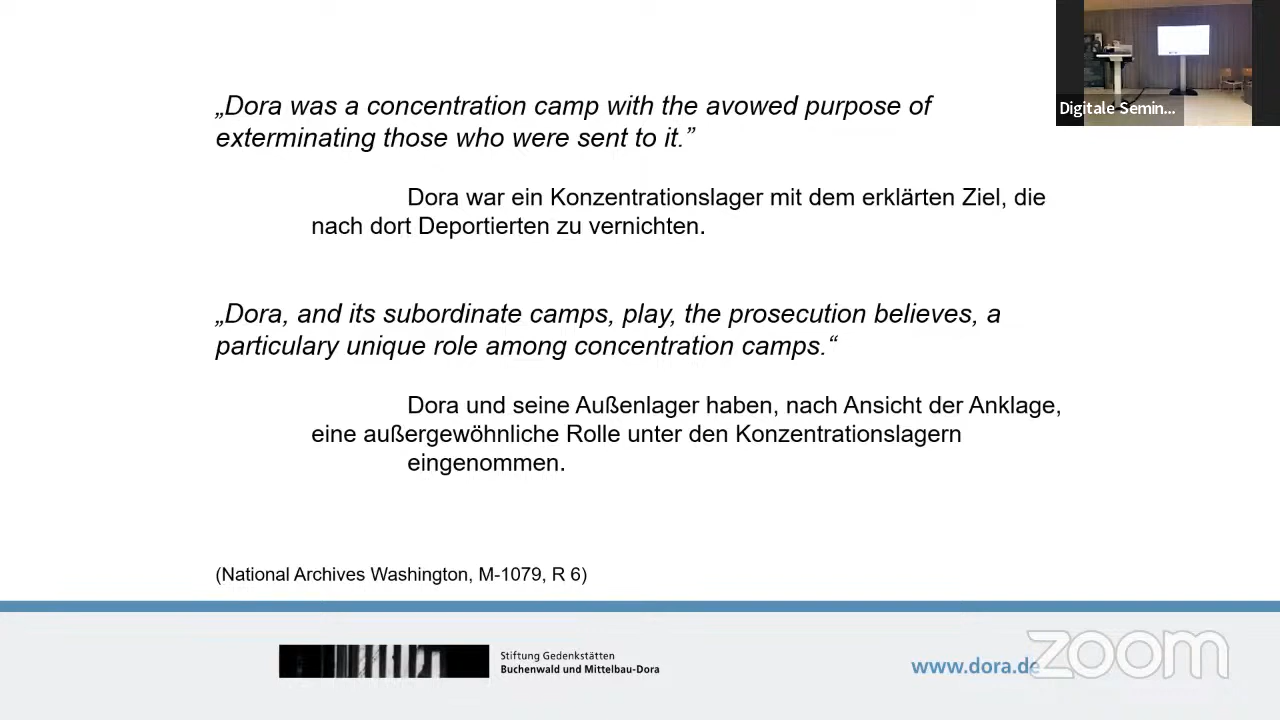 „Dora was a concentration camp with the avowed purpose of
exterminating those who were sent to it.”
Dora war ein Konzentrationslager mit dem erklärten Ziel, die
nach dort Deportierten zu vernichten.
„Dora, and its subordinate camps, play, the prosecution believes, a
particulary unique role among concentration camps.“
Dora und seine Außenlager haben, nach Ansicht der Anklage,
eine außergewöhnliche Rolle unter den Konzentrationslagern
eingenommen.
(National Archives Washington, M-1079, R 6)
Stiftung Gedenkstätten
Buchenwald und Mittelbau-Dora
www.dora.de
zoom
Digitale Semin...